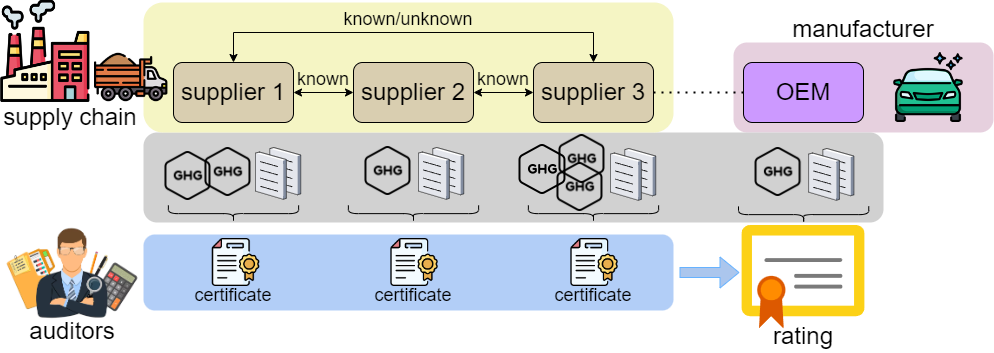 known/unknown
manufacturer
supplier 1
known
supplier 2
known
supplier 3
OEM
supply chain
GHG
GHG
GHG
GHG
GHG
GHG
GHG
certificate
certificate
certificate
auditors
rating